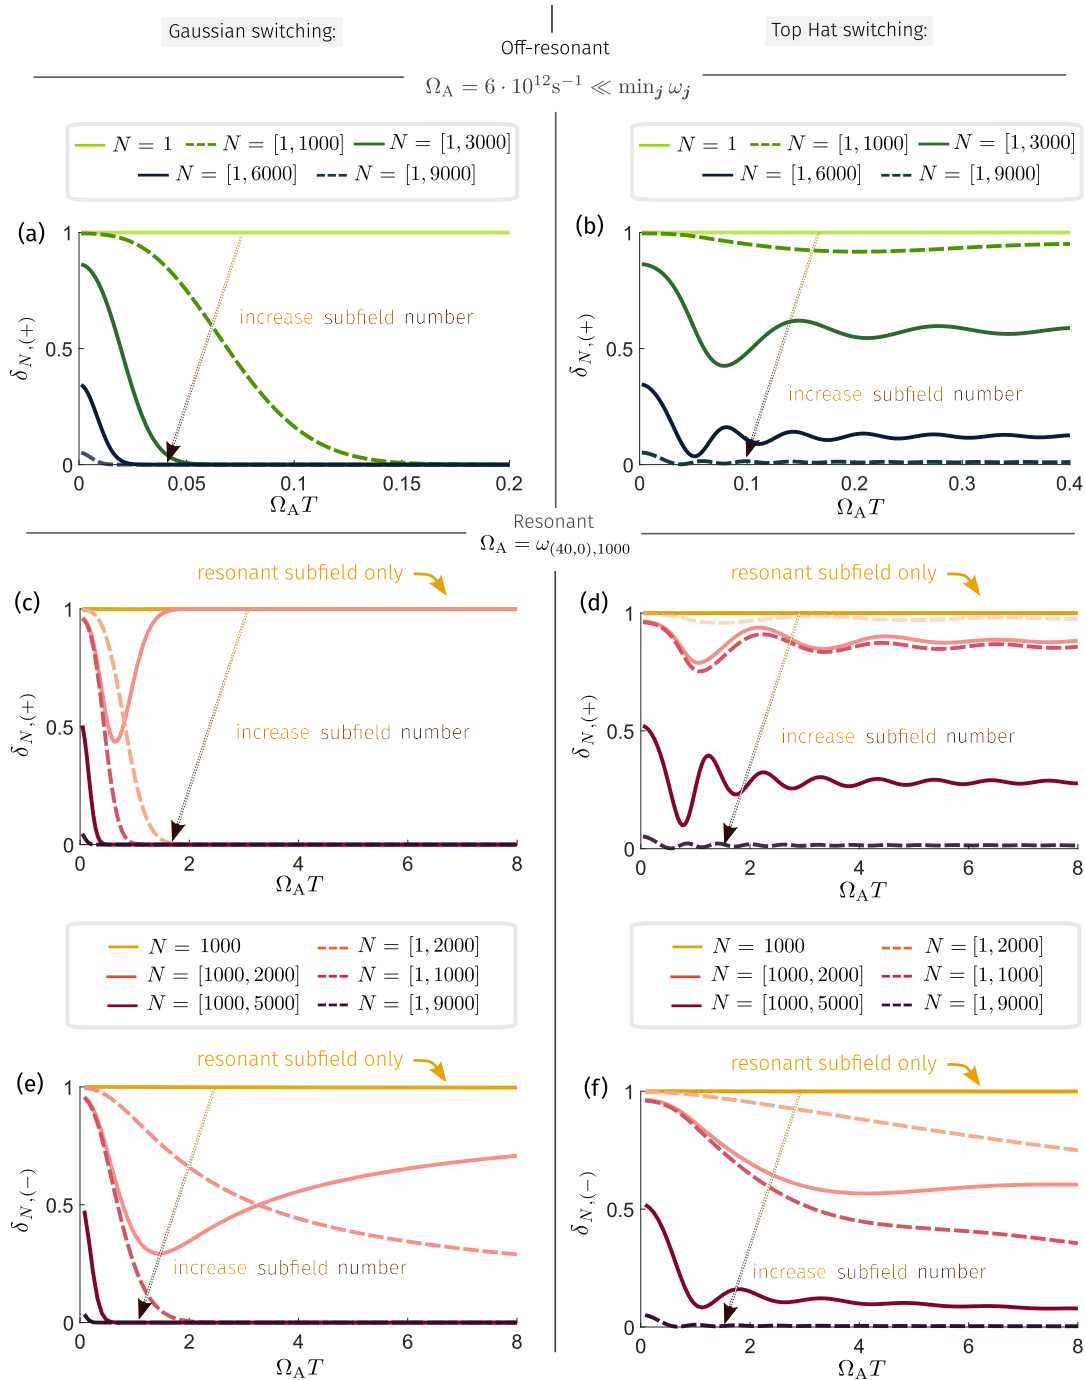 Gaussian switching:
Top Hat switching:
Off-resonant
Ω_A = 6 · 10^{12}s^{−1} ≪ min_j ω_j
N = 1 N = [1, 1000] N = [1, 3000]
N = [1, 6000] N = [1, 9000]
N = 1 N = [1, 1000] N = [1, 3000]
N = [1, 6000] N = [1, 9000]
(a)
1
0.5
0
δ_{N,(+)}
increase subfield number
0 0.05 0.1 0.15 0.2
Ω_A T
(b)
1
0.5
0
δ_{N,(+)}
increase subfield number
0 0.1 0.2 0.3 0.4
Ω_A T
Resonant
Ω_A = ω_{(40,0),1000}
resonant subfield only
(c)
1
0.5
0
δ_{N,(+)}
increase subfield number
0 2 4 6 8
Ω_A T
resonant subfield only
(d)
1
0.5
0
δ_{N,(+)}
increase subfield number
0 2 4 6 8
Ω_A T
N = 1000 N = [1, 2000]
N = [1000, 2000] N = [1, 1000]
N = [1000, 5000] N = [1, 9000]
N = 1000 N = [1, 2000]
N = [1000, 2000] N = [1, 1000]
N = [1000, 5000] N = [1, 9000]
resonant subfield only
(e)
1
0.5
0
δ_{N,(−)}
increase subfield number
0 2 4 6 8
Ω_A T
resonant subfield only
(f)
1
0.5
0
δ_{N,(−)}
increase subfield number
0 2 4 6 8
Ω_A T